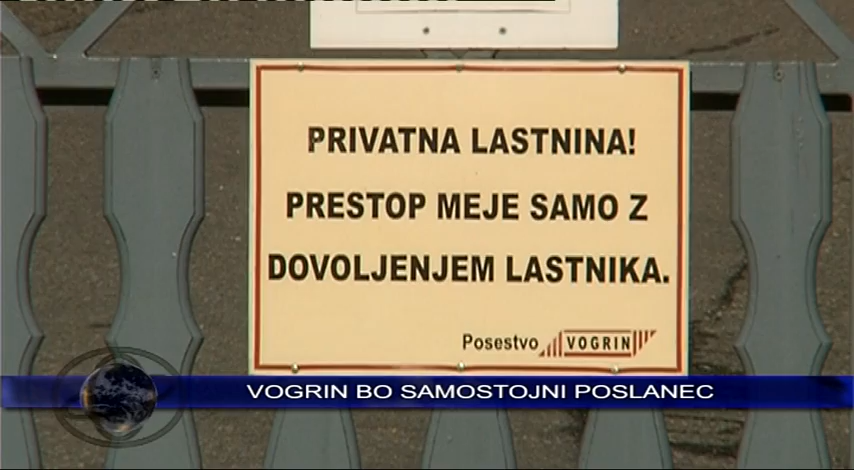 PRIVATNA LASTNINA!
PRESTOP MEJE SAMO Z
DOVOLJENJEM LASTNIKA.
Posestvo VOGRIN
VOGRIN BO SAMOSTOJNI POSLANEC